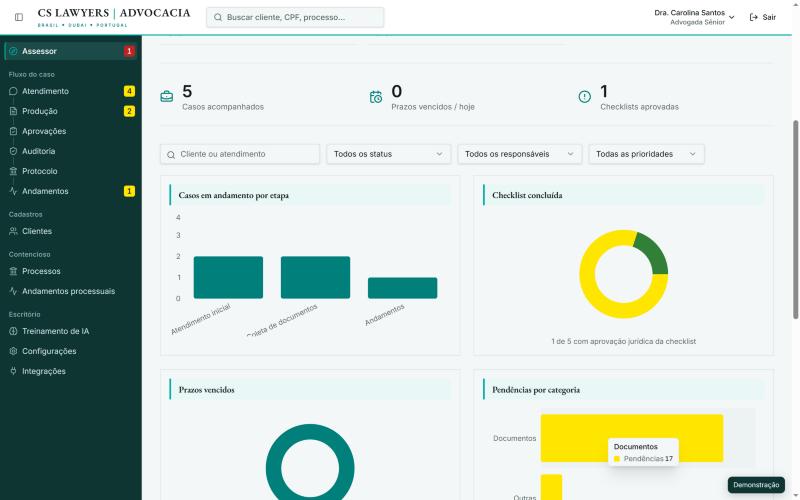 CS LAWYERS | ADVOCACIA
BRASIL • DUBAI • PORTUGAL
Buscar cliente, CPF, processo...
Dra. Carolina Santos
Advogada Sênior
Sair
Assessor 1
Fluxo do caso
Atendimento 4
Produção 2
Aprovações
Auditoria
Protocolo
Andamentos 1
Cadastros
Clientes
Contencioso
Processos
Andamentos processuais
Escritório
Treinamento de IA
Configurações
Integrações
5
Casos acompanhados
0
Prazos vencidos / hoje
1
Checklists aprovadas
Cliente ou atendimento
Todos os status
Todos os responsáveis
Todas as prioridades
Casos em andamento por etapa
4
3
2
1
0
Atendimento inicial
Coleta de documentos
Andamentos
Checklist concluída
1 de 5 com aprovação jurídica da checklist
Prazos vencidos
Pendências por categoria
Documentos
Documentos
Pendências 17
Outras
Demonstração